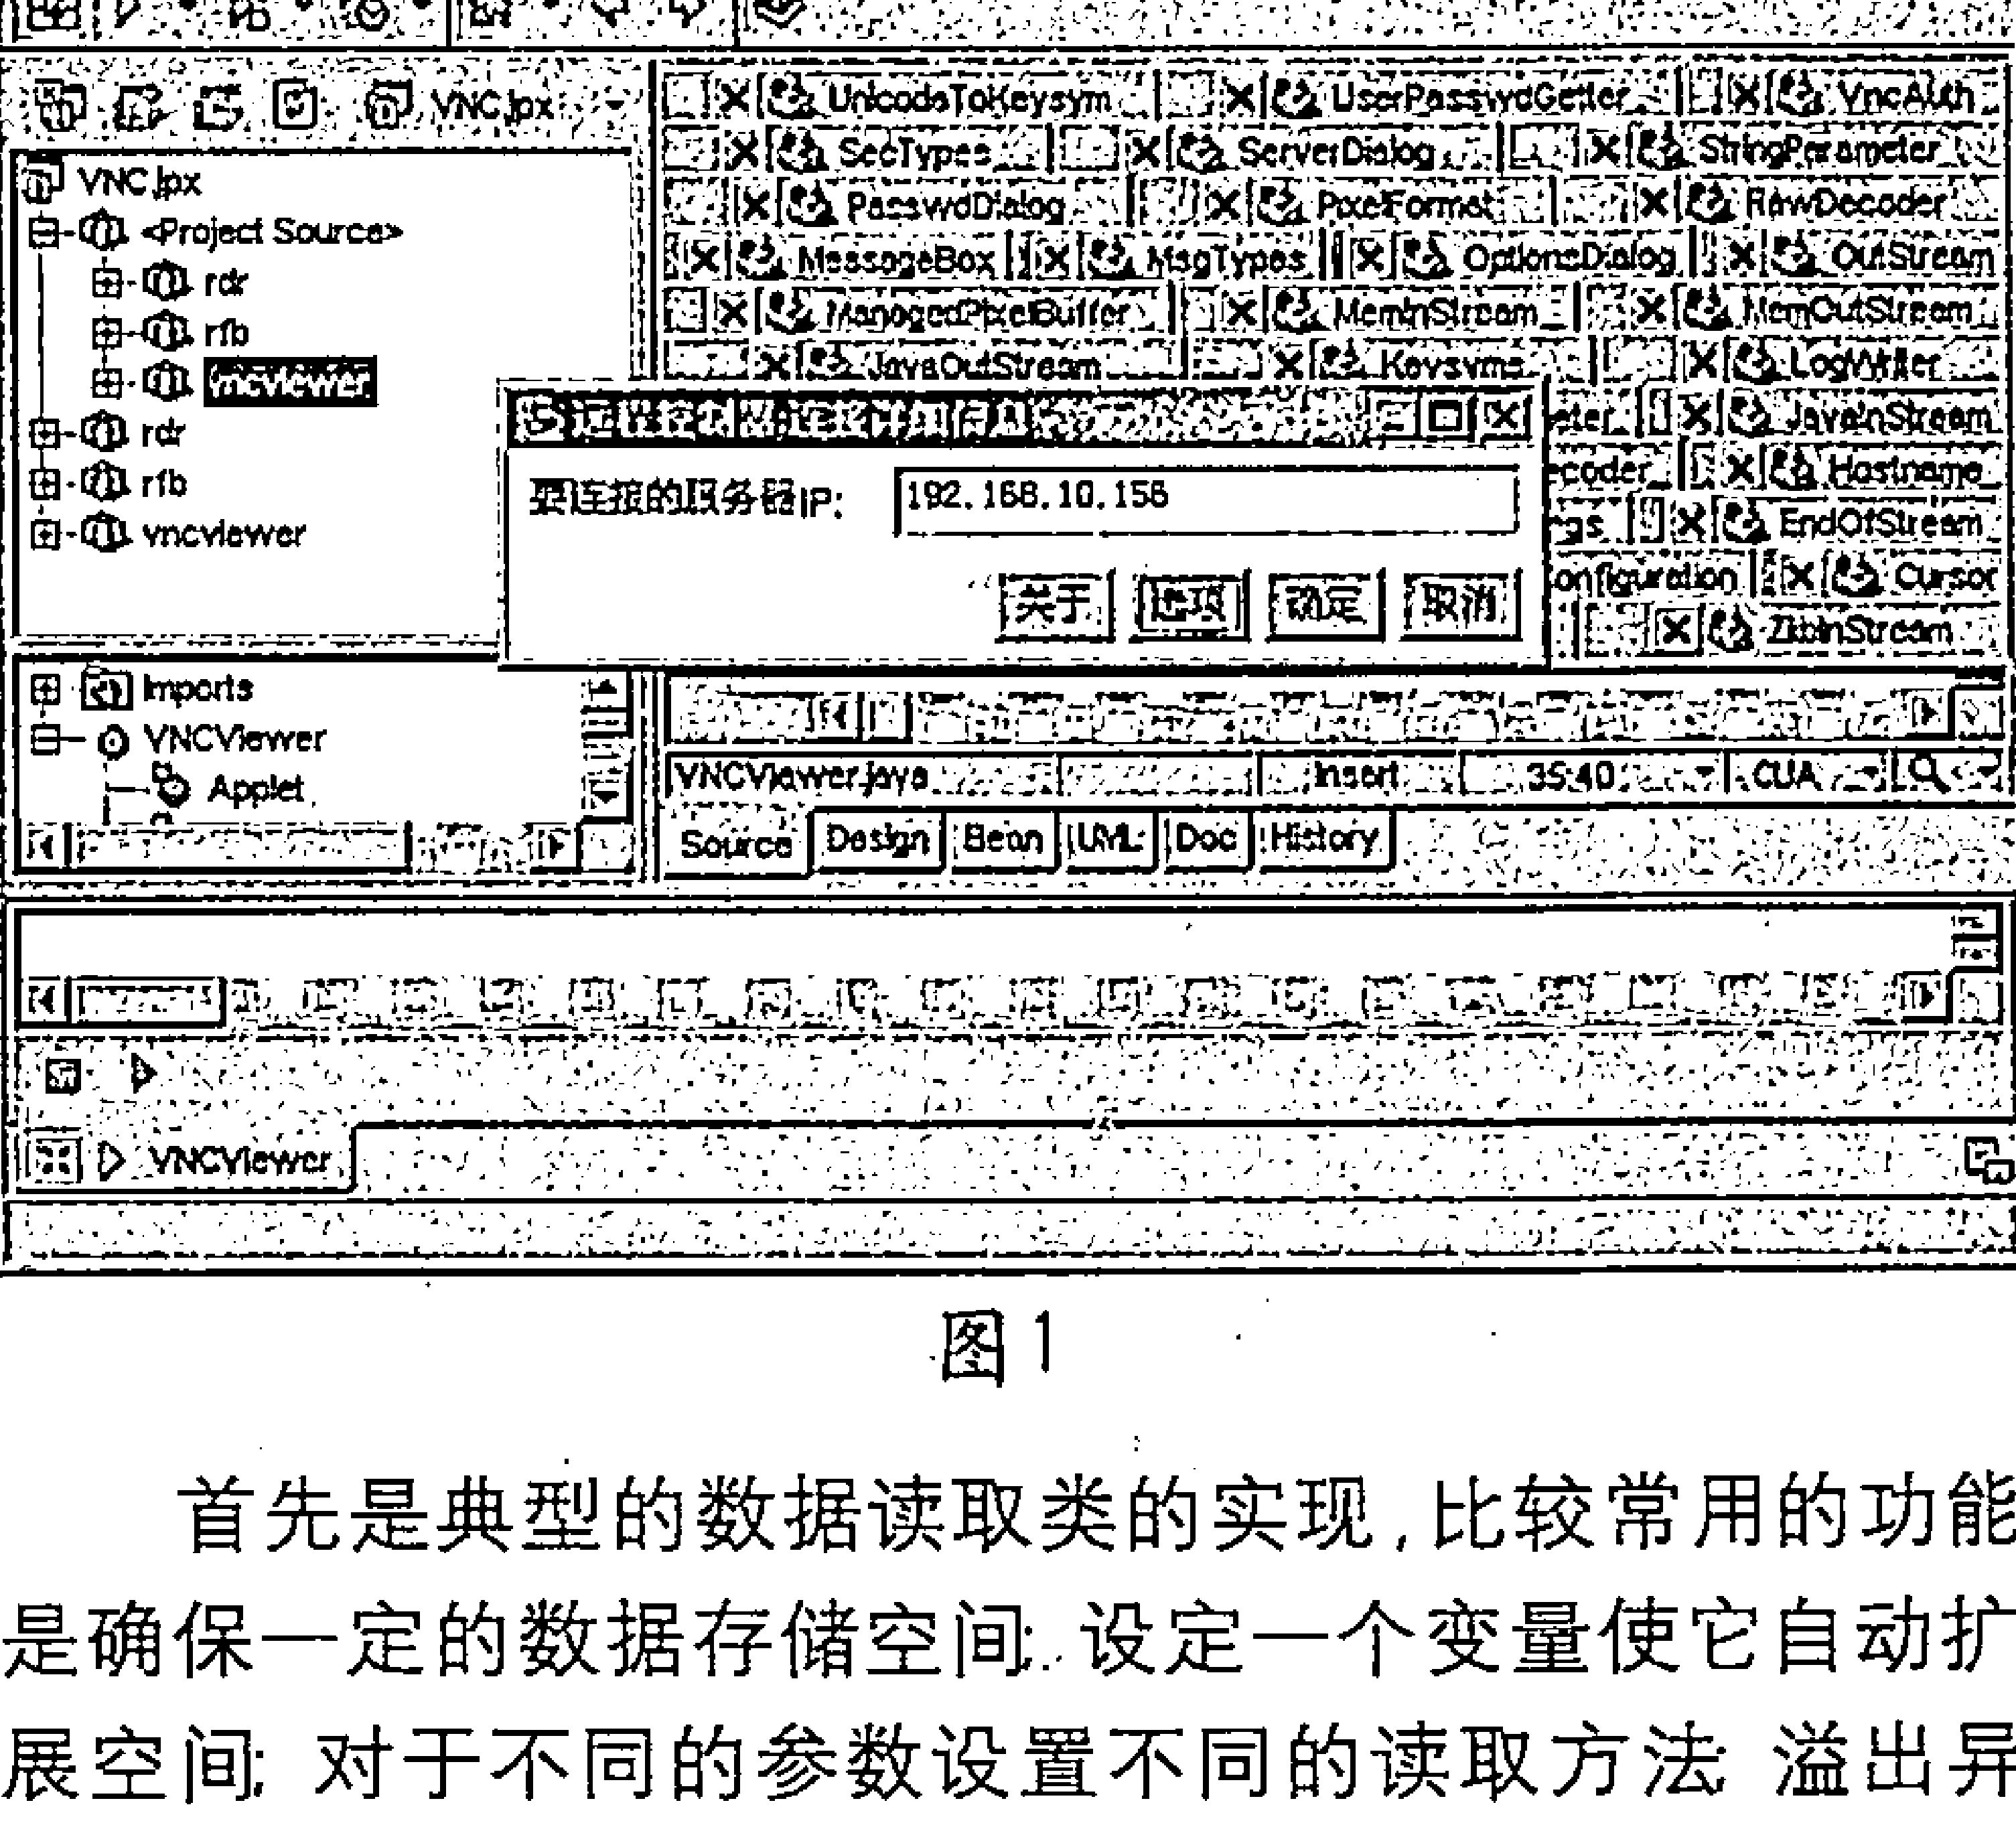 VNC.jpx
UnicodeToKeysym UserPasswdGetter VncAuth
SecTypes ServerDialog StringParameter
VNC.jpx
PasswdDialog PixelFormat RawDecoder
<Project Source>
MessageBox MsgTypes OptionsDialog OutStream
rdr
ManagedPixelBuffer MemInStream MemOutStream
rfb
JavaOutStream Keysyms LogWriter
vncviewer
eter JavaInStream
rdr
ecoder Hostname
rfb
要连接的服务器IP: 192.168.10.156
EndOfStream
vncviewer
onfiguration Cursor
关于 选项 确定 取消
ZlibInStream
Imports
VNCViewer
VNCViewer.java Insert 35:40 CUA
Applet
Source Design Bean UML Doc History
VNCViewer
图1
首先是典型的数据读取类的实现,比较常用的功能
是确保一定的数据存储空间; 设定一个变量使它自动扩
展空间; 对于不同的参数设置不同的读取方法 溢出异